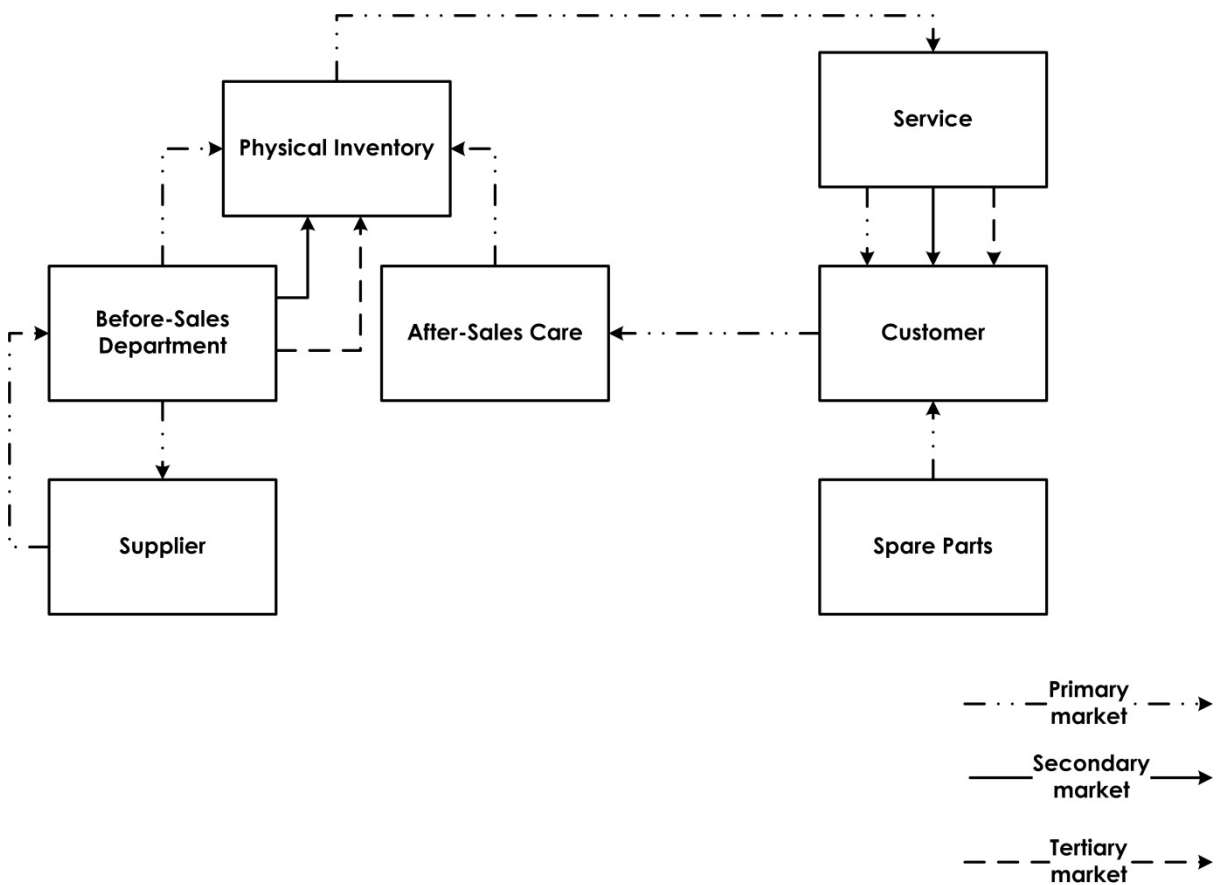 Physical Inventory
Service
Before-Sales
Department
After-Sales Care
Customer
Supplier
Spare Parts
Primary
market
Secondary
market
Tertiary
market